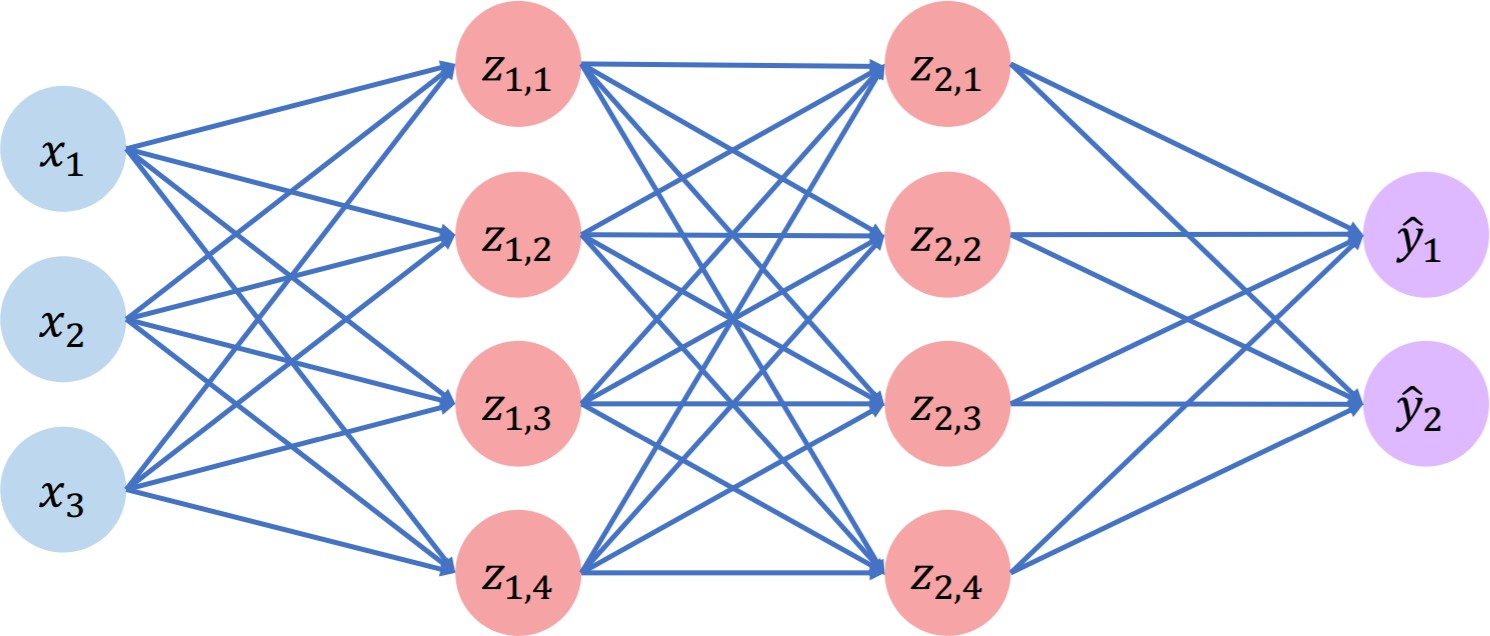 x₁
x₂
x₃
z₁,₁
z₁,₂
z₁,₃
z₁,₄
z₂,₁
z₂,₂
z₂,₃
z₂,₄
ŷ₁
ŷ₂